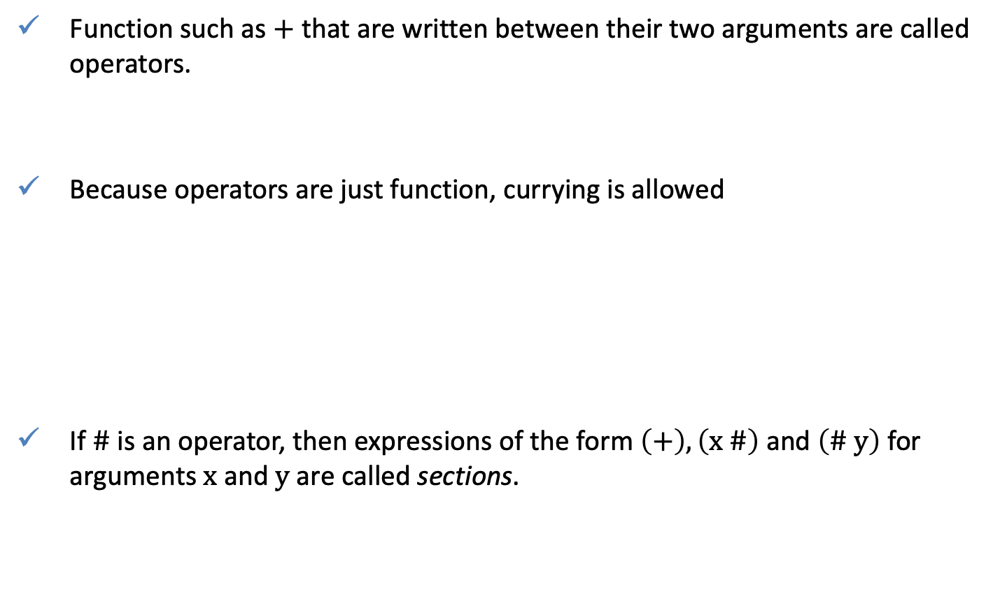 ✓ Function such as + that are written between their two arguments are called
operators.
✓ Because operators are just function, currying is allowed
✓ If # is an operator, then expressions of the form (+), (x #) and (# y) for
arguments x and y are called sections.